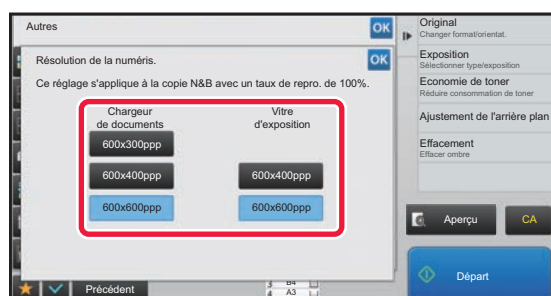 Autres
OK
Résolution de la numéris.
OK
Ce réglage s'applique à la copie N&B avec un taux de repro. de 100%.
Chargeur
de documents
Vitre
d'exposition
600x300ppp
600x400ppp
600x400ppp
600x600ppp
600x600ppp
Précédent
B4
A3
Original
Changer format/orientat.
Exposition
Sélectionner type/exposition
Economie de toner
Réduire consommation de toner
Ajustement de l'arrière plan
Effacement
Effacer ombre
Aperçu
CA
Départ